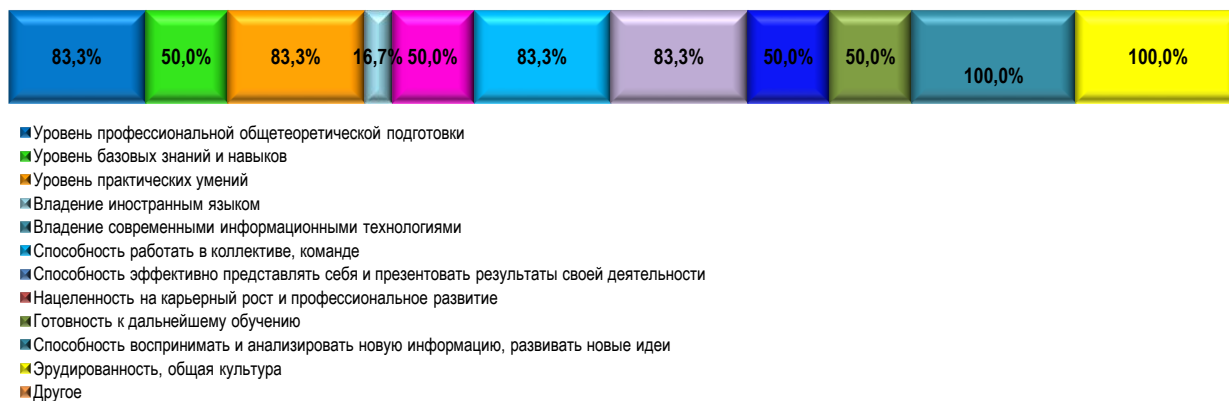 83,3% 50,0% 83,3% 16,7% 50,0% 83,3% 83,3% 50,0% 50,0% 100,0% 100,0%
Уровень профессиональной общетеоретической подготовки
Уровень базовых знаний и навыков
Уровень практических умений
Владение иностранным языком
Владение современными информационными технологиями
Способность работать в коллективе, команде
Способность эффективно представлять себя и презентовать результаты своей деятельности
Нацеленность на карьерный рост и профессиональное развитие
Готовность к дальнейшему обучению
Способность воспринимать и анализировать новую информацию, развивать новые идеи
Эрудированность, общая культура
Другое